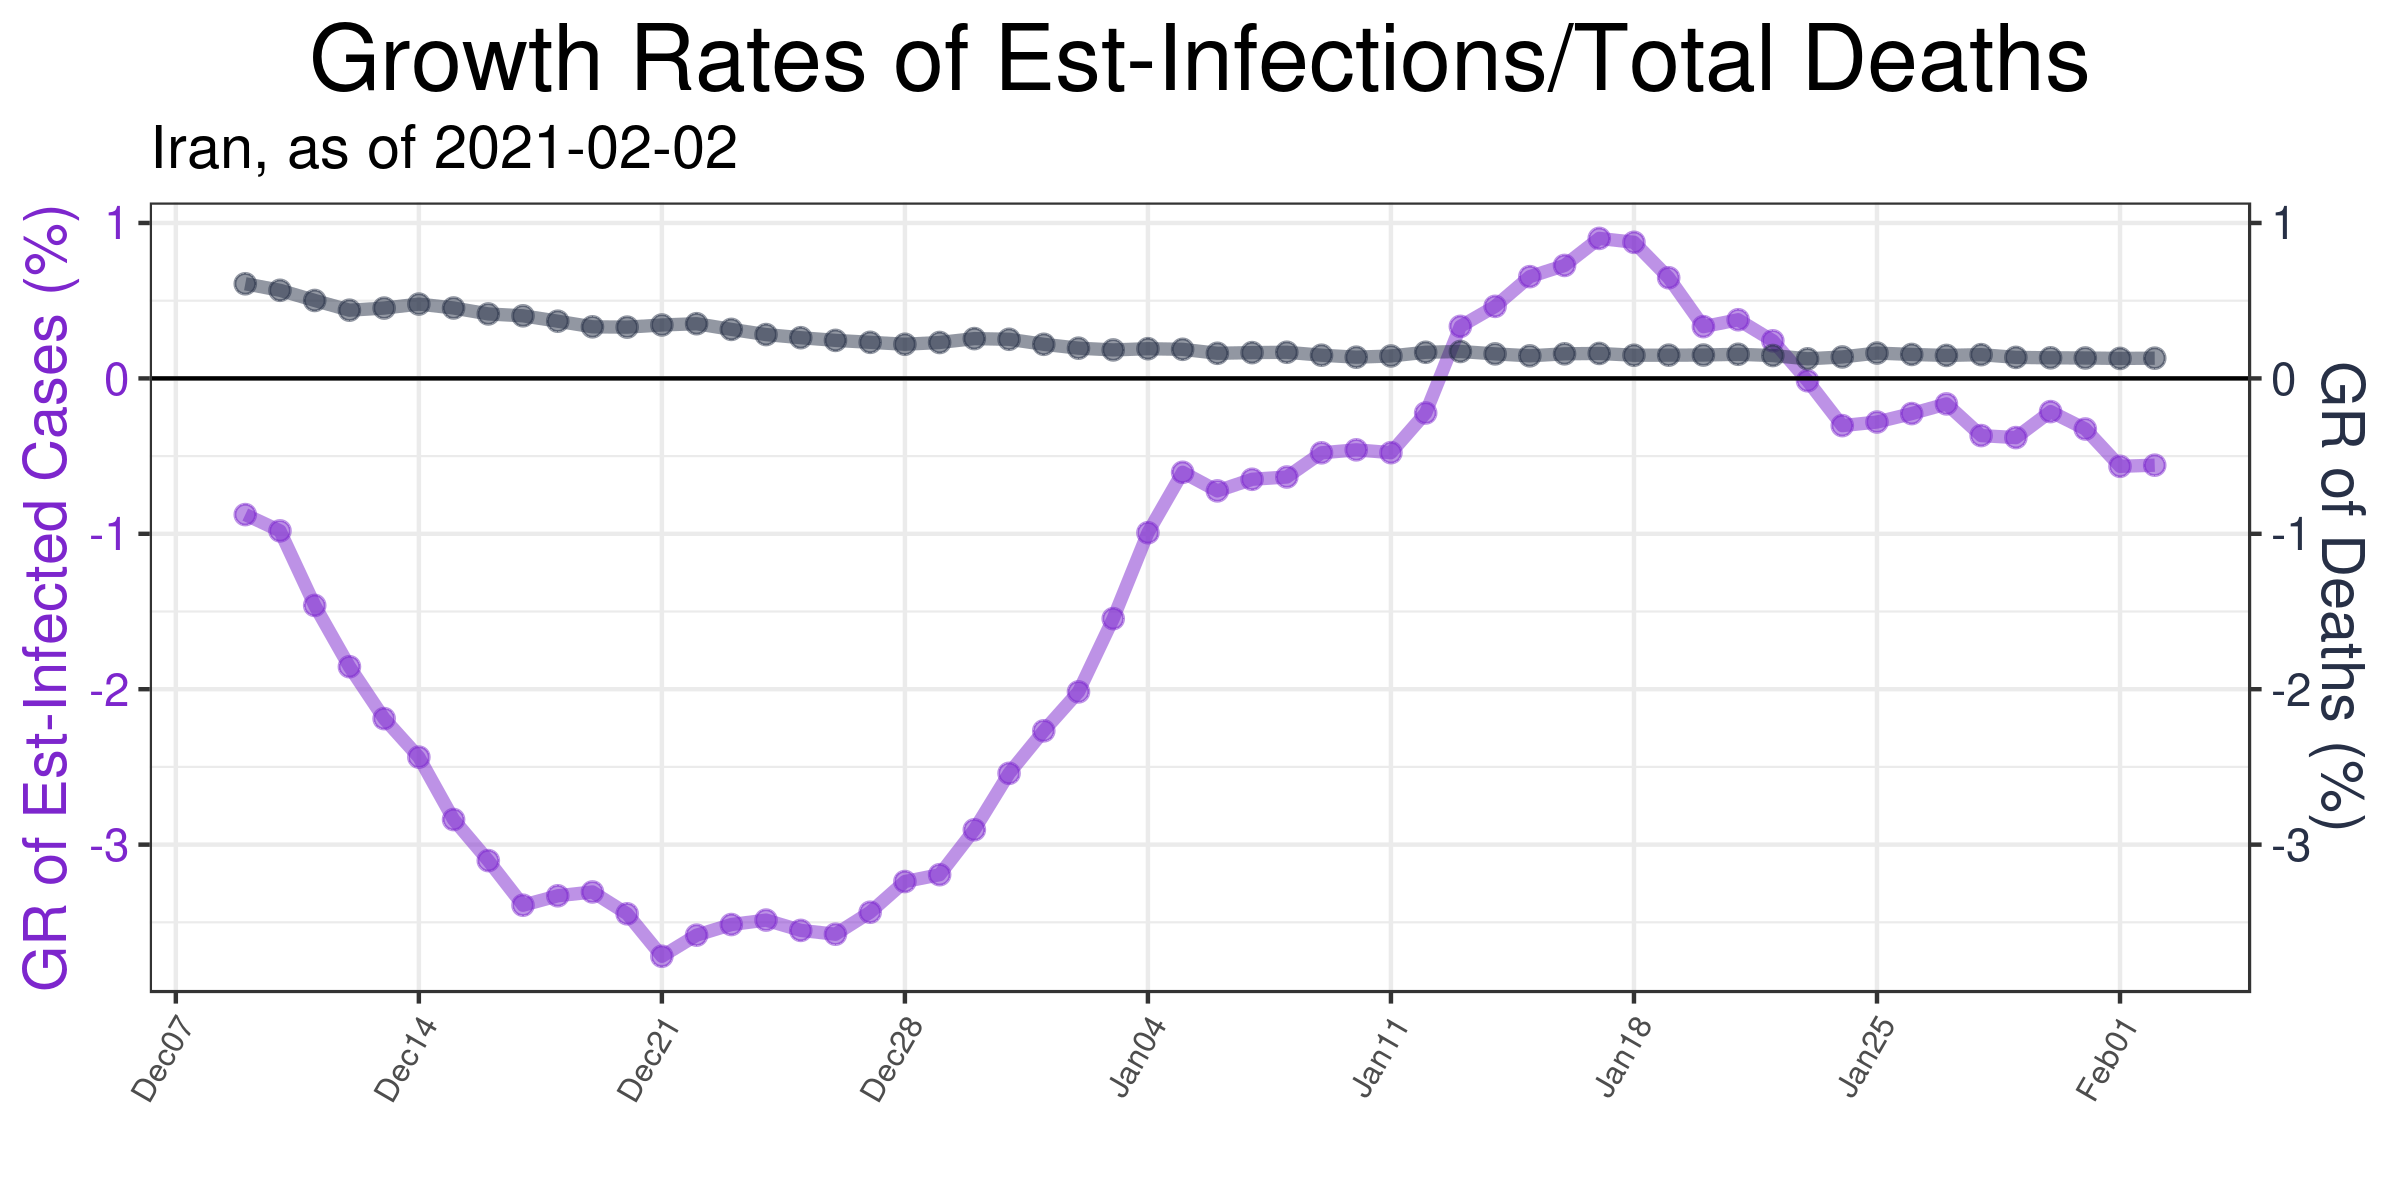 Growth Rates of Est-Infections/Total Deaths
Iran, as of 2021-02-02
GR of Est-Infected Cases (%)
1
0
-1
-2
-3
1
0
-1
-2
-3
GR of Deaths (%)
Dec07
Dec14
Dec21
Dec28
Jan04
Jan11
Jan18
Jan25
Feb01